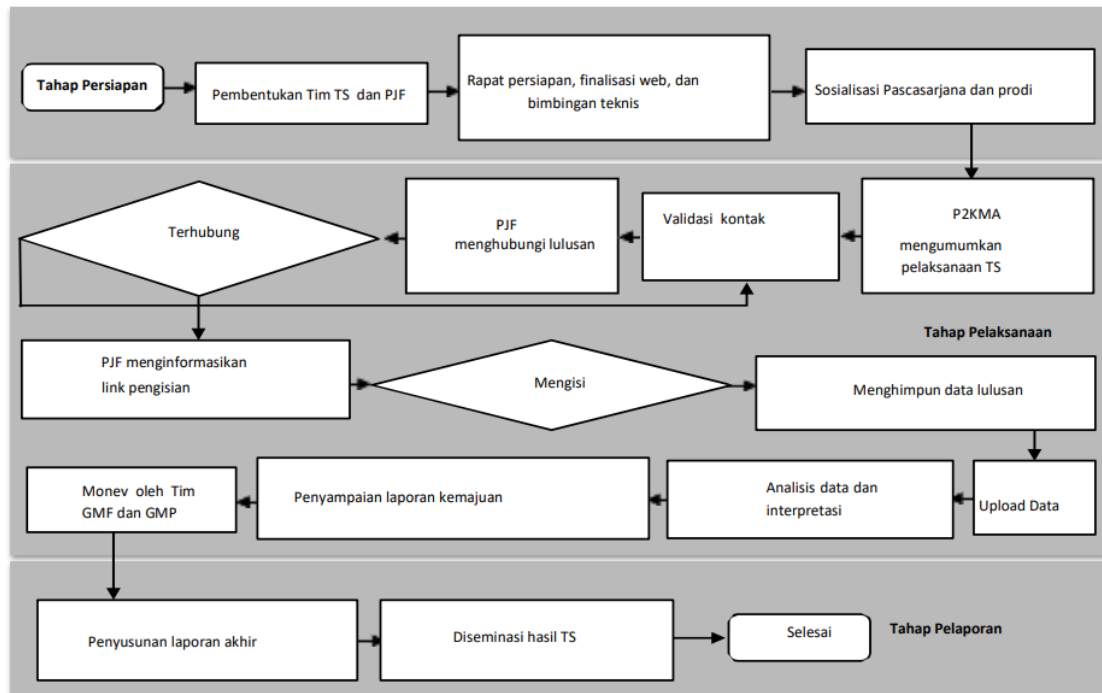 Tahap Persiapan
Pembentukan Tim TS dan PJF
Rapat persiapan, finalisasi web, dan
bimbingan teknis
Sosialisasi Pascasarjana dan prodi
Terhubung
PJF
menghubungi lulusan
Validasi kontak
P2KMA
mengumumkan
pelaksanaan TS
Tahap Pelaksanaan
PJF menginformasikan
link pengisian
Mengisi
Menghimpun data lulusan
Monev oleh Tim
GMF dan GMP
Penyampaian laporan kemajuan
Analisis data dan
interpretasi
Upload Data
Penyusunan laporan akhir
Diseminasi hasil TS
Selesai
Tahap Pelaporan